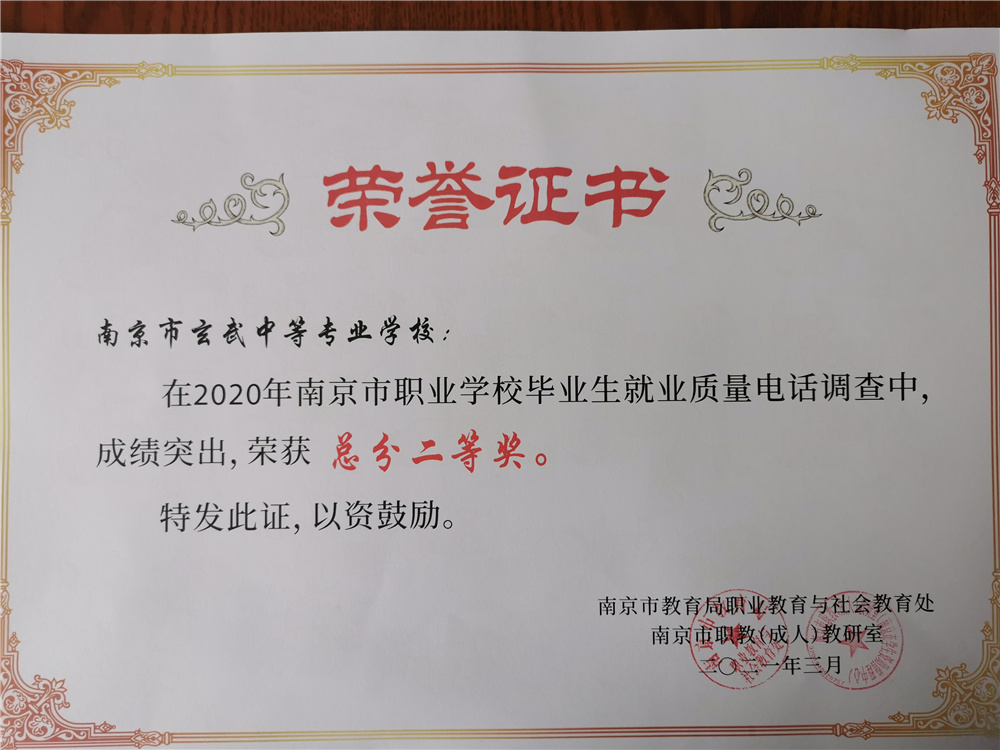 荣誉证书
南京市玄武中等专业学校:
在2020年南京市职业学校毕业生就业质量电话调查中,
成绩突出, 荣获 总分二等奖。
特发此证, 以资鼓励。
南京市教育局职业教育与社会教育处
南京市职教(成人)教研室
二〇二一年三月